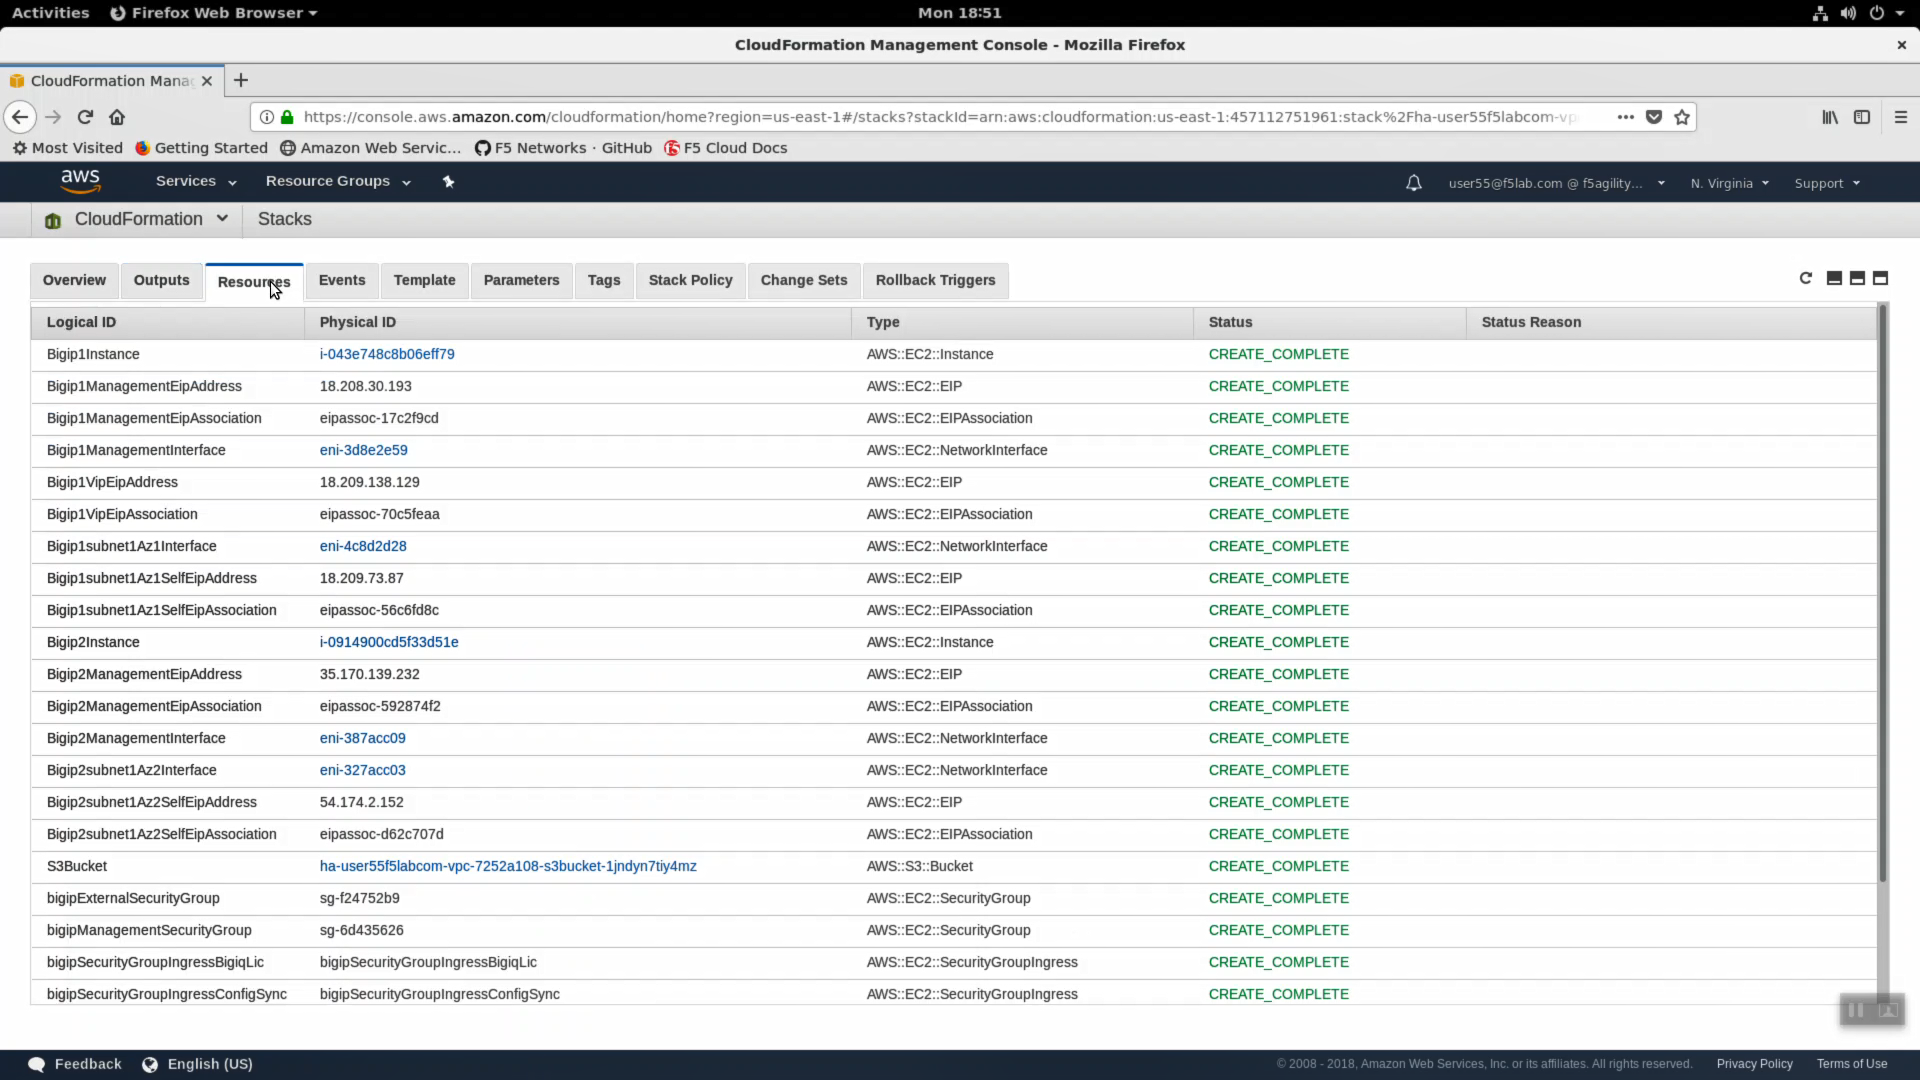 Activities Firefox Web Browser Mon 18:51
CloudFormation Management Console - Mozilla Firefox
CloudFormation Mana
https://console.aws.amazon.com/cloudformation/home?region=us-east-1#/stacks?stackId=arn:aws:cloudformation:us-east-1:457112751961:stack%2Fha-user55f5labcom-vp
Most Visited Getting Started Amazon Web Servic... F5 Networks · GitHub F5 Cloud Docs
aws Services Resource Groups user55@f5lab.com @ f5agility... N. Virginia Support
CloudFormation Stacks
Overview Outputs Resources Events Template Parameters Tags Stack Policy Change Sets Rollback Triggers
Logical ID Physical ID Type Status Status Reason
Bigip1Instance i-043e748c8b06eff79 AWS::EC2::Instance CREATE_COMPLETE
Bigip1ManagementEipAddress 18.208.30.193 AWS::EC2::EIP CREATE_COMPLETE
Bigip1ManagementEipAssociation eipassoc-17c2f9cd AWS::EC2::EIPAssociation CREATE_COMPLETE
Bigip1ManagementInterface eni-3d8e2e59 AWS::EC2::NetworkInterface CREATE_COMPLETE
Bigip1VipEipAddress 18.209.138.129 AWS::EC2::EIP CREATE_COMPLETE
Bigip1VipEipAssociation eipassoc-70c5feaa AWS::EC2::EIPAssociation CREATE_COMPLETE
Bigip1subnet1Az1Interface eni-4c8d2d28 AWS::EC2::NetworkInterface CREATE_COMPLETE
Bigip1subnet1Az1SelfEipAddress 18.209.73.87 AWS::EC2::EIP CREATE_COMPLETE
Bigip1subnet1Az1SelfEipAssociation eipassoc-56c6fd8c AWS::EC2::EIPAssociation CREATE_COMPLETE
Bigip2Instance i-0914900cd5f33d51e AWS::EC2::Instance CREATE_COMPLETE
Bigip2ManagementEipAddress 35.170.139.232 AWS::EC2::EIP CREATE_COMPLETE
Bigip2ManagementEipAssociation eipassoc-592874f2 AWS::EC2::EIPAssociation CREATE_COMPLETE
Bigip2ManagementInterface eni-387acc09 AWS::EC2::NetworkInterface CREATE_COMPLETE
Bigip2subnet1Az2Interface eni-327acc03 AWS::EC2::NetworkInterface CREATE_COMPLETE
Bigip2subnet1Az2SelfEipAddress 54.174.2.152 AWS::EC2::EIP CREATE_COMPLETE
Bigip2subnet1Az2SelfEipAssociation eipassoc-d62c707d AWS::EC2::EIPAssociation CREATE_COMPLETE
S3Bucket ha-user55f5labcom-vpc-7252a108-s3bucket-1jndyn7tiy4mz AWS::S3::Bucket CREATE_COMPLETE
bigipExternalSecurityGroup sg-f24752b9 AWS::EC2::SecurityGroup CREATE_COMPLETE
bigipManagementSecurityGroup sg-6d435626 AWS::EC2::SecurityGroup CREATE_COMPLETE
bigipSecurityGroupIngressBigiqLic bigipSecurityGroupIngressBigiqLic AWS::EC2::SecurityGroupIngress CREATE_COMPLETE
bigipSecurityGroupIngressConfigSync bigipSecurityGroupIngressConfigSync AWS::EC2::SecurityGroupIngress CREATE_COMPLETE
Feedback English (US) © 2008 - 2018, Amazon Web Services, Inc. or its affiliates. All rights reserved. Privacy Policy Terms of Use